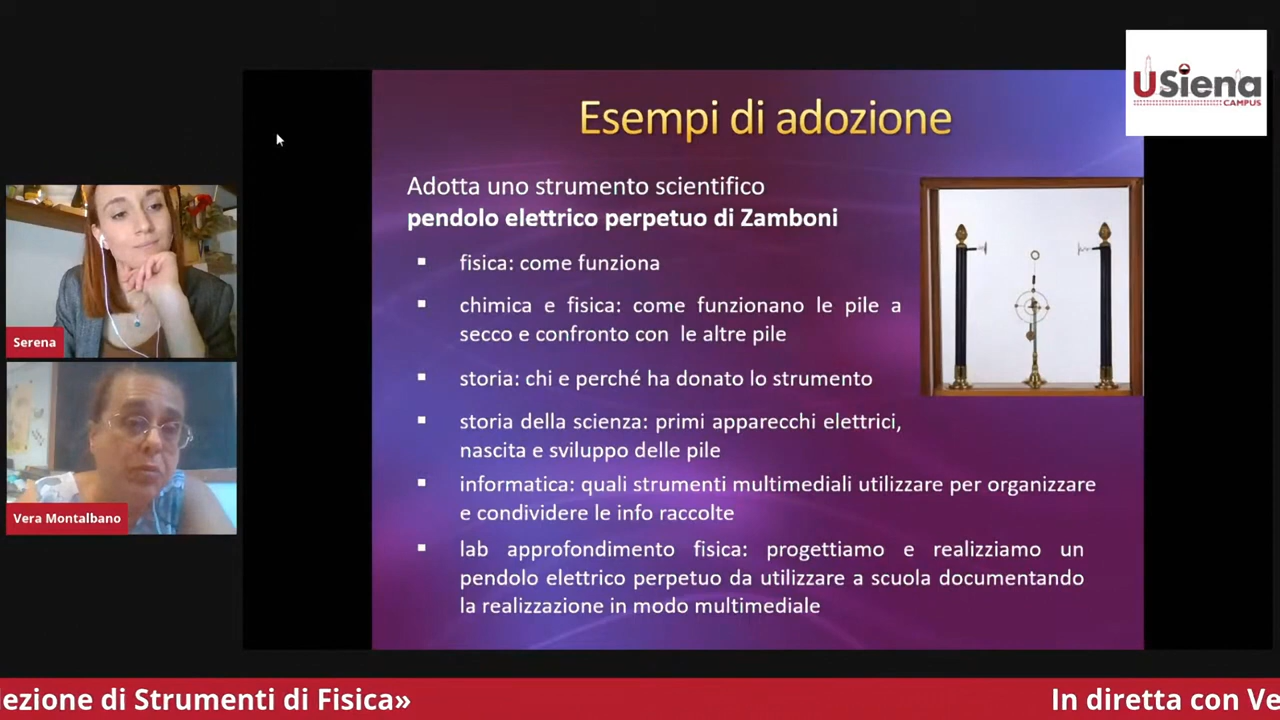 USiena
CAMPUS
Esempi di adozione
Adotta uno strumento scientifico
pendolo elettrico perpetuo di Zamboni
▪ fisica: come funziona
▪ chimica e fisica: come funzionano le pile a
secco e confronto con le altre pile
▪ storia: chi e perché ha donato lo strumento
▪ storia della scienza: primi apparecchi elettrici,
nascita e sviluppo delle pile
▪ informatica: quali strumenti multimediali utilizzare per organizzare
e condividere le info raccolte
▪ lab approfondimento fisica: progettiamo e realizziamo un
pendolo elettrico perpetuo da utilizzare a scuola documentando
la realizzazione in modo multimediale
Serena
Vera Montalbano
lezione di Strumenti di Fisica» In diretta con Ve